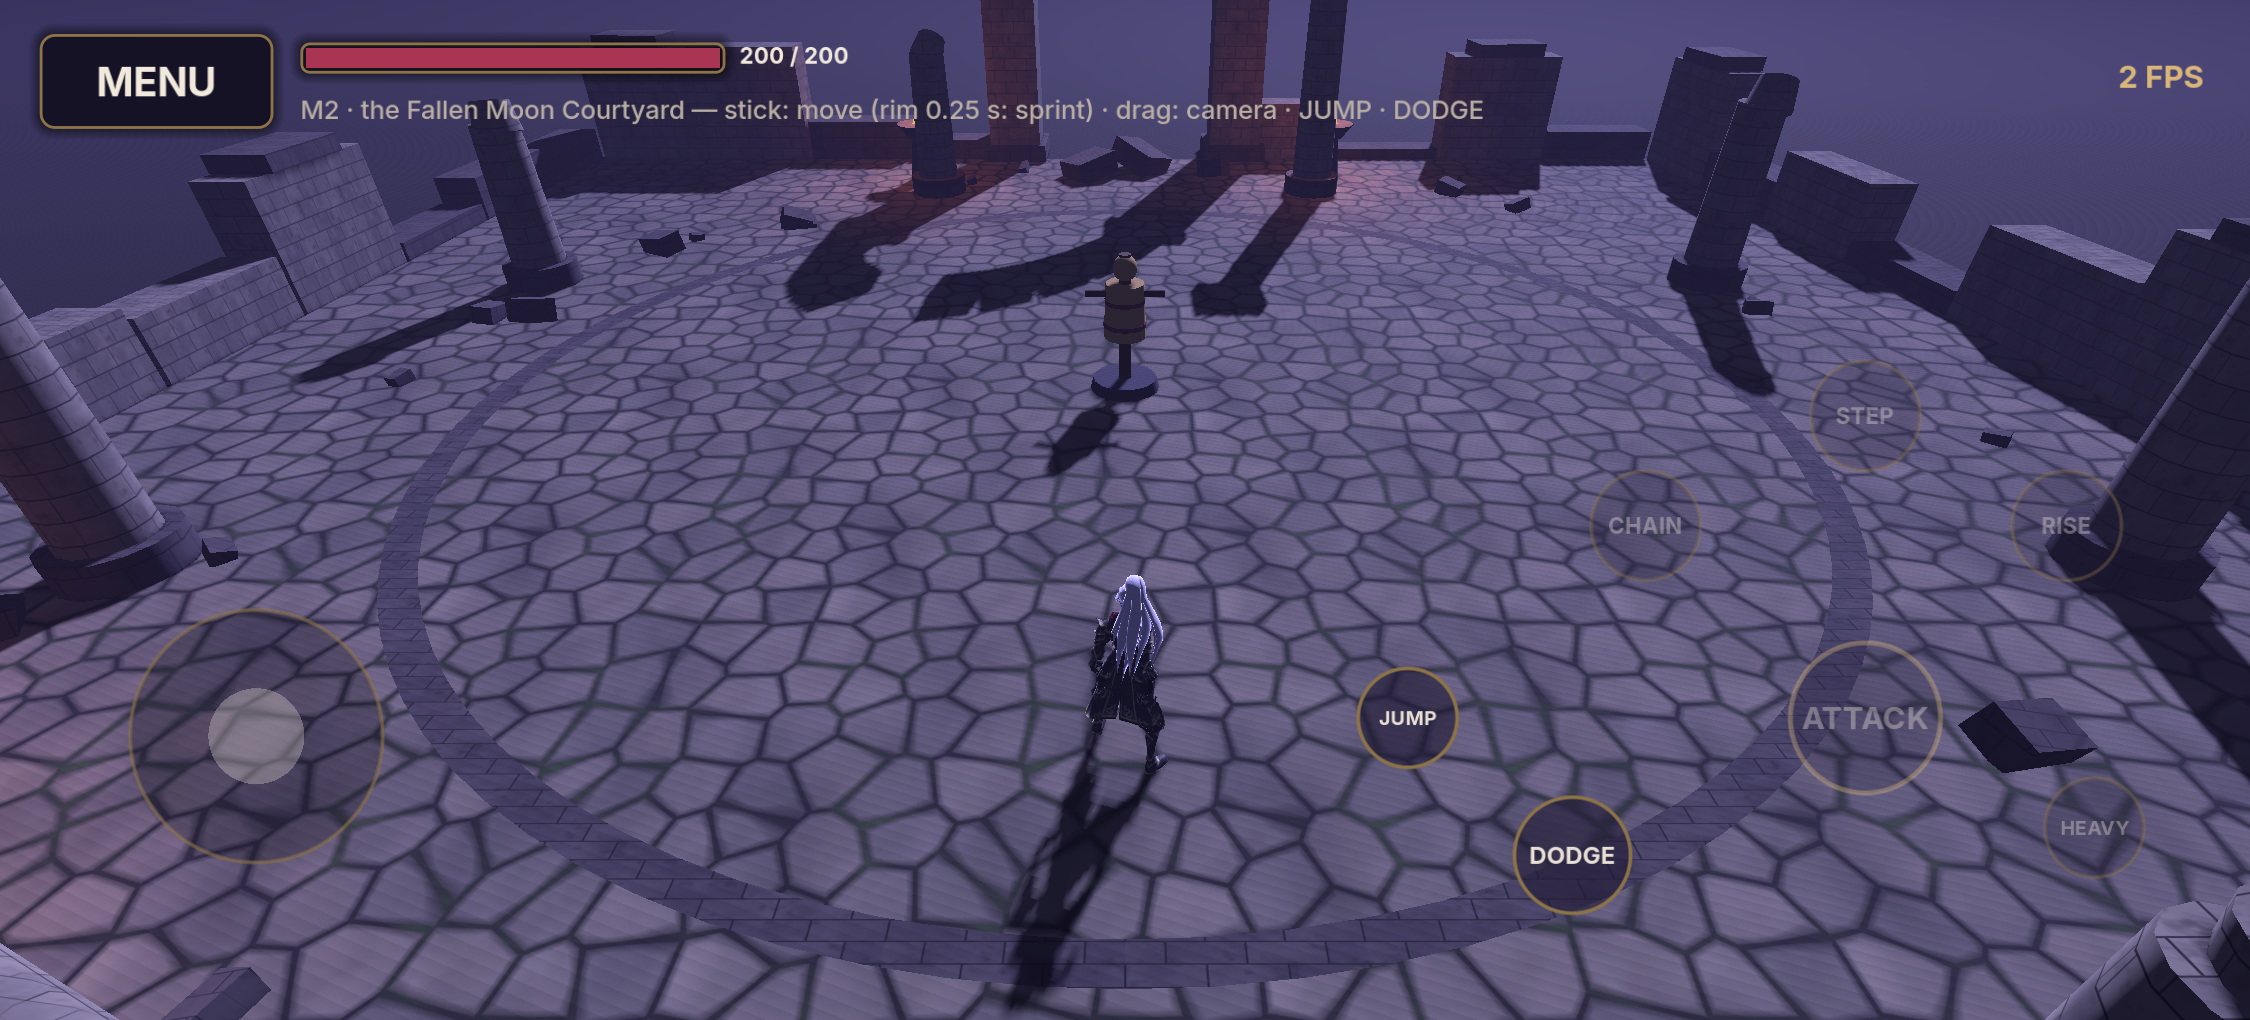 MENU
200 / 200
2 FPS
M2 · the Fallen Moon Courtyard — stick: move (rim 0.25 s: sprint) · drag: camera · JUMP · DODGE
STEP
CHAIN
RISE
JUMP
ATTACK
HEAVY
DODGE